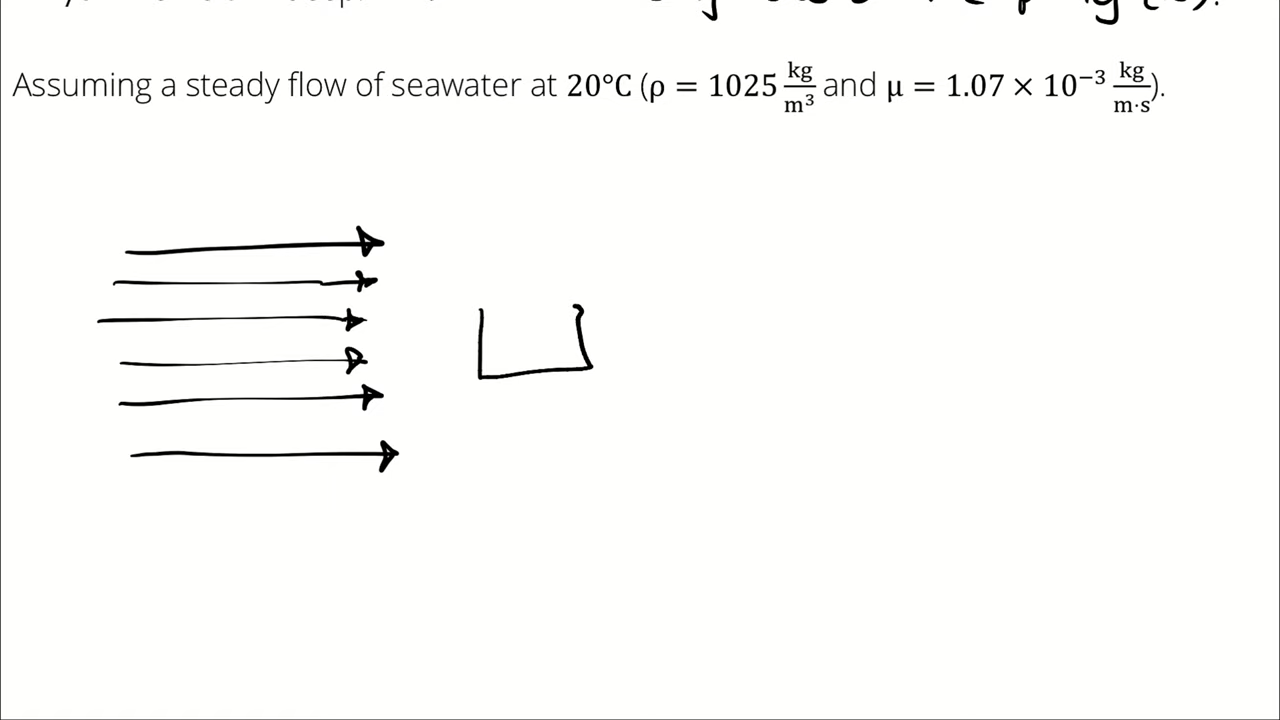 Assuming a steady flow of seawater at 20°C (ρ = 1025 kg/m³ and μ = 1.07 × 10⁻³ kg/m·s).